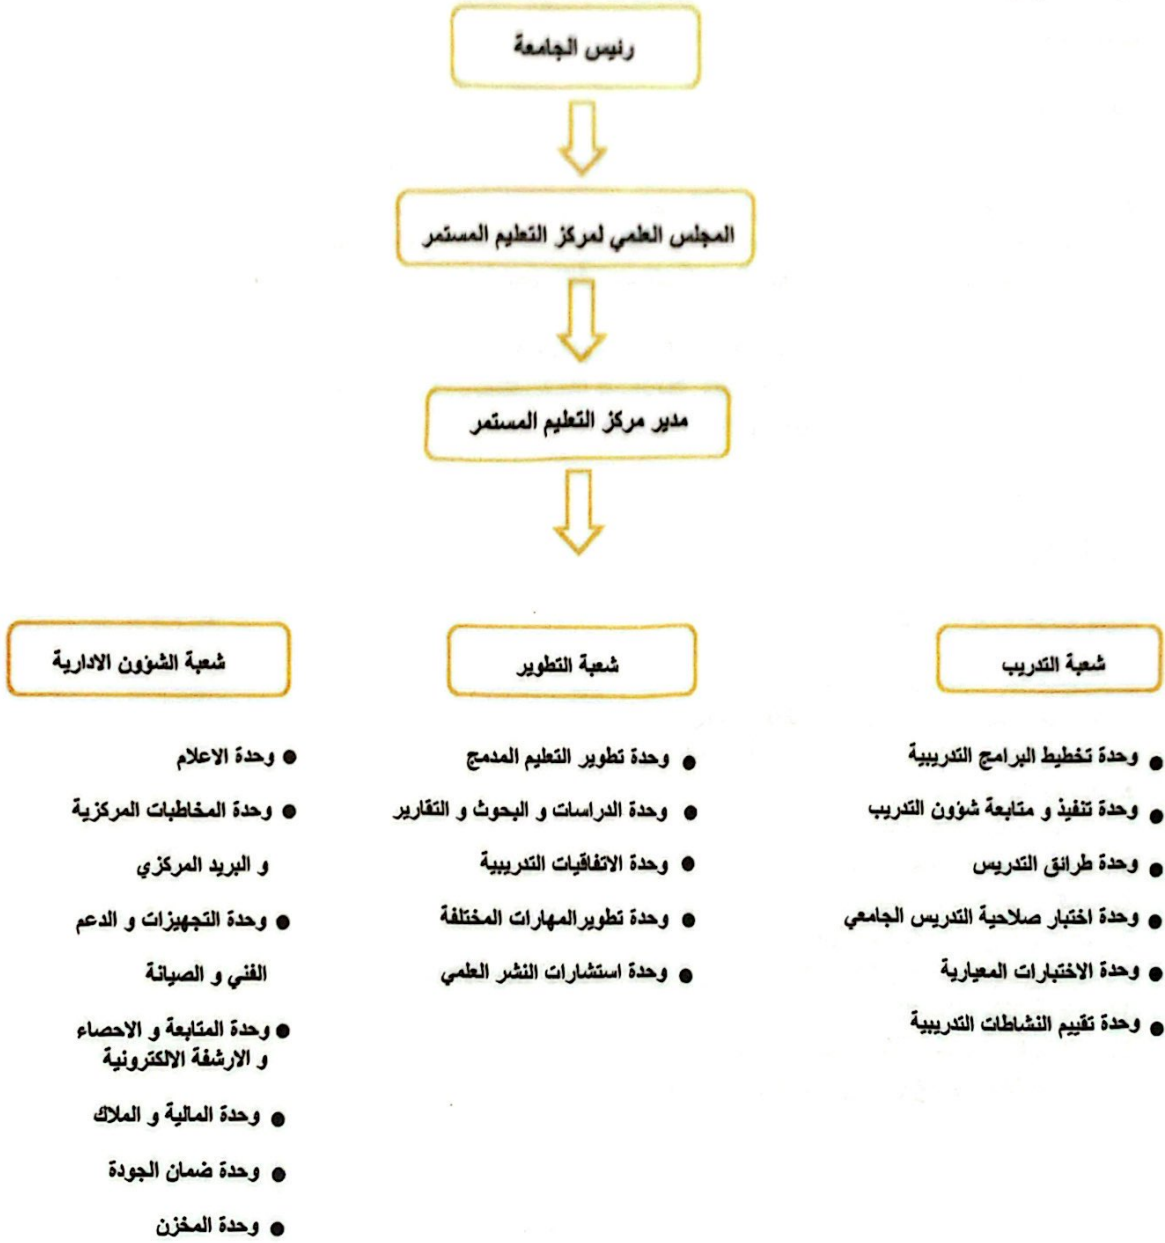 رئيس الجامعة
المجلس العلمي لمركز التعليم المستمر
مدير مركز التعليم المستمر
شعبة التدريب
● وحدة تخطيط البرامج التدريبية
● وحدة تنفيذ و متابعة شؤون التدريب
● وحدة طرائق التدريس
● وحدة اختبار صلاحية التدريس الجامعي
● وحدة الاختبارات المعيارية
● وحدة تقييم النشاطات التدريبية
شعبة التطوير
● وحدة تطوير التعليم المدمج
● وحدة الدراسات و البحوث و التقارير
● وحدة الاتفاقيات التدريبية
● وحدة تطويرالمهارات المختلفة
● وحدة استشارات النشر العلمي
شعبة الشؤون الادارية
● وحدة الاعلام
● وحدة المخاطبات المركزية
و البريد المركزي
● وحدة التجهيزات و الدعم
الفني و الصيانة
● وحدة المتابعة و الاحصاء
و الارشفة الالكترونية
● وحدة المالية و الملاك
● وحدة ضمان الجودة
● وحدة المخزن